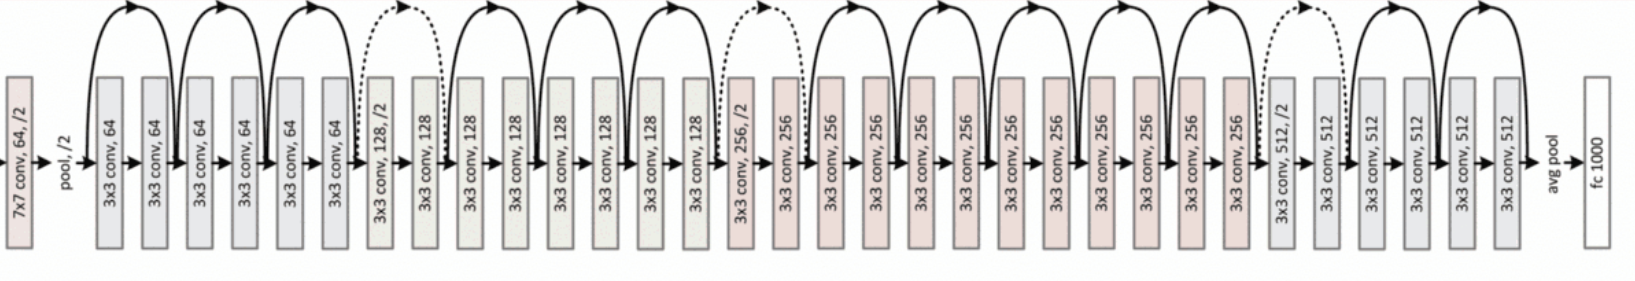 7x7 conv, 64, /2
pool, /2
3x3 conv, 64
3x3 conv, 64
3x3 conv, 64
3x3 conv, 64
3x3 conv, 64
3x3 conv, 64
3x3 conv, 128, /2
3x3 conv, 128
3x3 conv, 128
3x3 conv, 128
3x3 conv, 128
3x3 conv, 128
3x3 conv, 128
3x3 conv, 128
3x3 conv, 256, /2
3x3 conv, 256
3x3 conv, 256
3x3 conv, 256
3x3 conv, 256
3x3 conv, 256
3x3 conv, 256
3x3 conv, 256
3x3 conv, 256
3x3 conv, 256
3x3 conv, 256
3x3 conv, 256
3x3 conv, 512, /2
3x3 conv, 512
3x3 conv, 512
3x3 conv, 512
3x3 conv, 512
3x3 conv, 512
avg pool
fc 1000